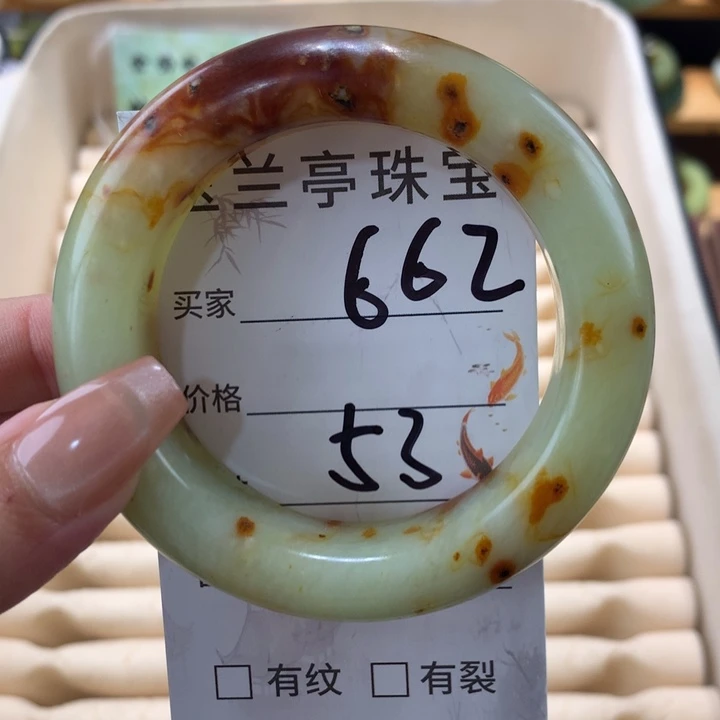 兰亭珠宝
买家 662
价格
53
有纹 有裂